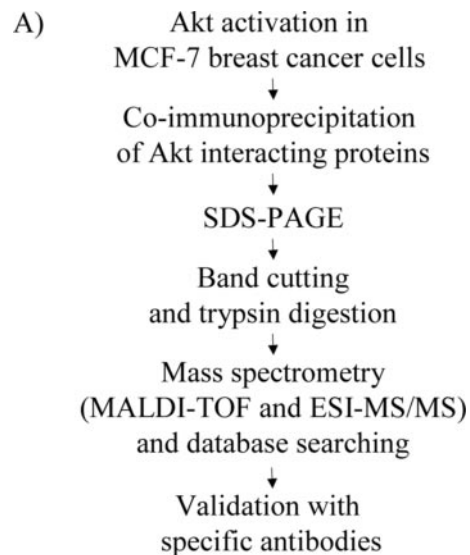 A)
Akt activation in
MCF-7 breast cancer cells
Co-immunoprecipitation
of Akt interacting proteins
SDS-PAGE
Band cutting
and trypsin digestion
Mass spectrometry
(MALDI-TOF and ESI-MS/MS)
and database searching
Validation with
specific antibodies